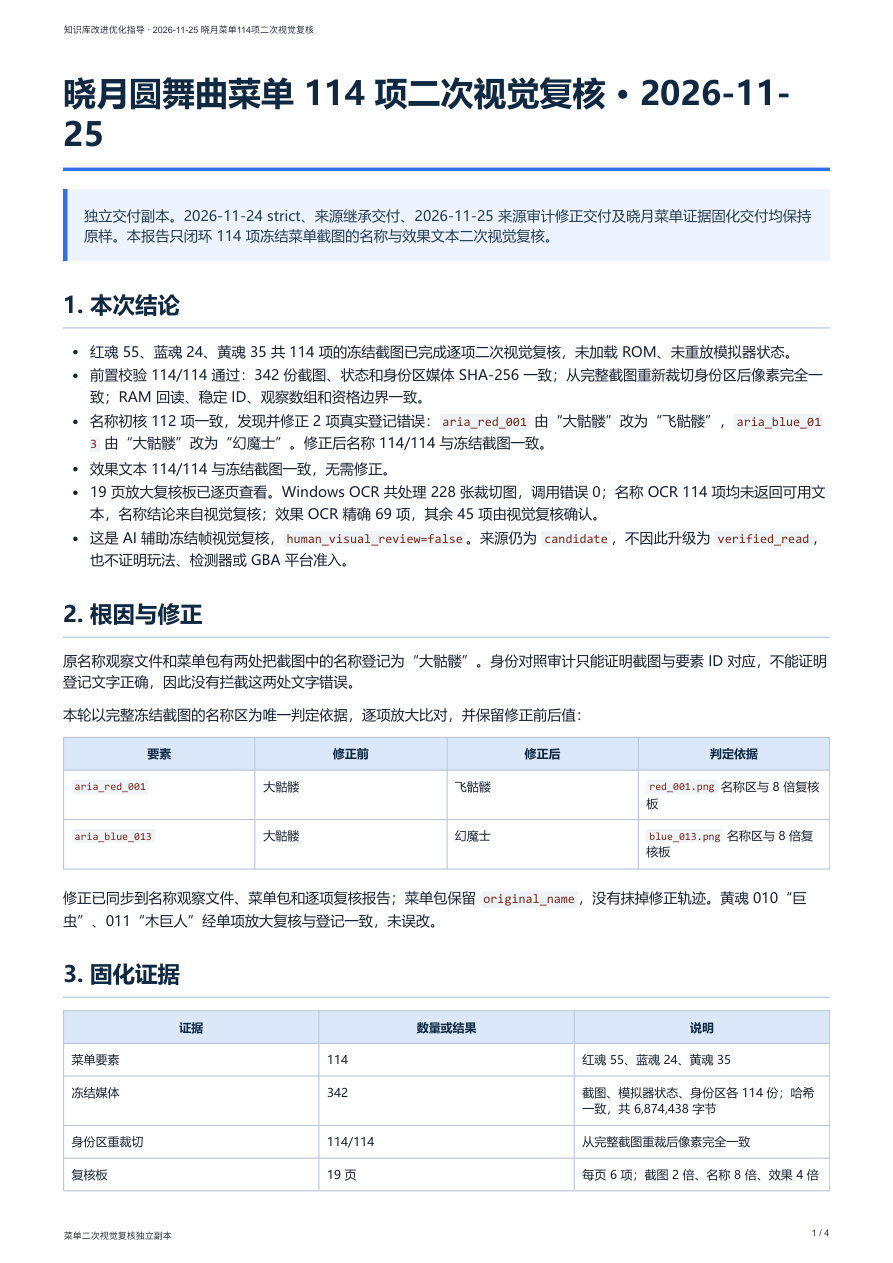 知识库改进优化指导 · 2026-11-25 晓月菜单114项二次视觉复核
晓月圆舞曲菜单 114 项二次视觉复核 · 2026-11-
25
独立交付副本。2026-11-24 strict、来源继承交付、2026-11-25 来源审计修正交付及晓月菜单证据固化交付均保持
原样。本报告只闭环 114 项冻结菜单截图的名称与效果文本二次视觉复核。
1. 本次结论
• 红魂 55、蓝魂 24、黄魂 35 共 114 项的冻结截图已完成逐项二次视觉复核，未加载 ROM、未重放模拟器状态。
• 前置校验 114/114 通过：342 份截图、状态和身份区媒体 SHA-256 一致；从完整截图重新裁切身份区后像素完全一
致；RAM 回读、稳定 ID、观察数组和资格边界一致。
• 名称初核 112 项一致，发现并修正 2 项真实登记错误：aria_red_001 由“大骷髅”改为“飞骷髅”，aria_blue_01
3 由“大骷髅”改为“幻魔士”。修正后名称 114/114 与冻结截图一致。
• 效果文本 114/114 与冻结截图一致，无需修正。
• 19 页放大复核板已逐页查看。Windows OCR 共处理 228 张裁切图，调用错误 0；名称 OCR 114 项均未返回可用文
本，名称结论来自视觉复核；效果 OCR 精确 69 项，其余 45 项由视觉复核确认。
• 这是 AI 辅助冻结帧视觉复核，human_visual_review=false。来源仍为 candidate，不因此升级为 verified_read，
也不证明玩法、检测器或 GBA 平台准入。
2. 根因与修正
原名称观察文件和菜单包有两处把截图中的名称登记为“大骷髅”。身份对照审计只能证明截图与要素 ID 对应，不能证明
登记文字正确，因此没有拦截这两处文字错误。
本轮以完整冻结截图的名称区为唯一判定依据，逐项放大比对，并保留修正前后值：
要素 修正前 修正后 判定依据
aria_red_001 大骷髅 飞骷髅 red_001.png 名称区与 8 倍复核
板
aria_blue_013 大骷髅 幻魔士 blue_013.png 名称区与 8 倍复
核板
修正已同步到名称观察文件、菜单包和逐项复核报告；菜单包保留 original_name，没有抹掉修正轨迹。黄魂 010“巨
虫”、011“木巨人”经单项放大复核与登记一致，未误改。
3. 固化证据
证据 数量或结果 说明
菜单要素 114 红魂 55、蓝魂 24、黄魂 35
冻结媒体 342 截图、模拟器状态、身份区各 114 份；哈希
一致，共 6,874,438 字节
身份区重裁切 114/114 从完整截图重裁后像素完全一致
复核板 19 页 每页 6 项；截图 2 倍、名称 8 倍、效果 4 倍
菜单二次视觉复核独立副本
1 / 4